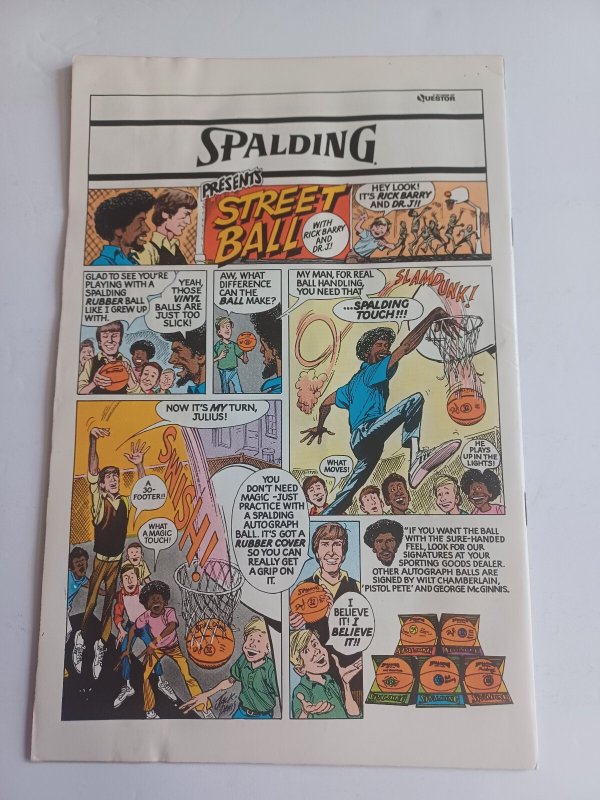 QUESTOR
SPALDING
PRESENTS
STREET
BALL
WITH
RICK BARRY
AND
DR. J!
HEY LOOK!
IT'S RICK BARRY
AND DR. J!!
GLAD TO SEE YOU'RE
PLAYING WITH A
SPALDING
RUBBER BALL
LIKE I GREW UP
WITH.
YEAH,
THOSE
VINYL
BALLS ARE
JUST TOO
SLICK!
AW, WHAT
DIFFERENCE
CAN THE
BALL MAKE?
MY MAN, FOR REAL
BALL HANDLING,
YOU NEED THAT
...SPALDING
TOUCH!!!
SLAM DUNK!
WHAT
MOVES!
HE
PLAYS
UP IN THE
LIGHTS!
NOW IT'S MY TURN,
JULIUS!
A
30-
FOOTER!!
WHAT
A MAGIC
TOUCH!
SWISH!
YOU
DON'T NEED
MAGIC-JUST
PRACTICE WITH
A SPALDING
AUTOGRAPH
BALL. IT'S GOT A
RUBBER COVER
SO YOU CAN
REALLY GET
A GRIP ON
IT.
"IF YOU WANT THE BALL
WITH THE SURE-HANDED
FEEL, LOOK FOR OUR
SIGNATURES AT YOUR
SPORTING GOODS DEALER.
OTHER AUTOGRAPH BALLS ARE
SIGNED BY WILT CHAMBERLAIN,
'PISTOL PETE' AND GEORGE McGINNIS.
I
BELIEVE
IT! I
BELIEVE
IT!!
SPALDING